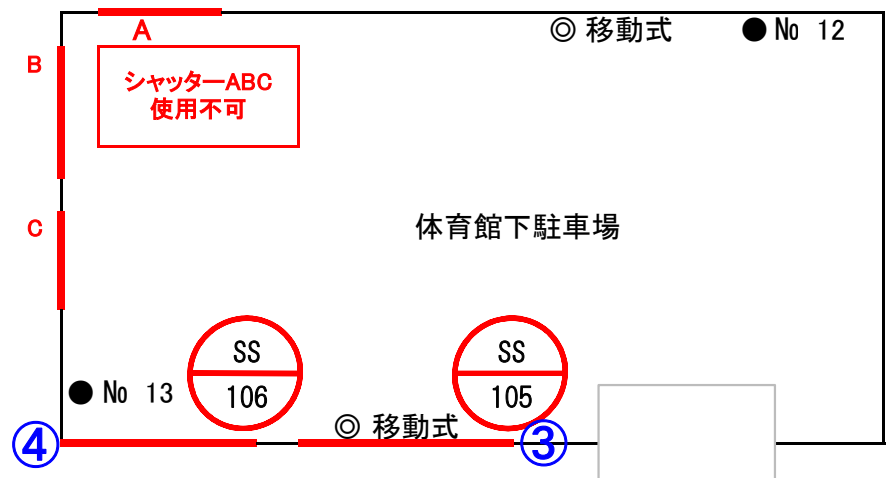 A
◎ 移動式
● № 12
B
シャッターABC
使用不可
C
体育館下駐車場
SS
106
SS
105
● № 13
◎ 移動式
④
③